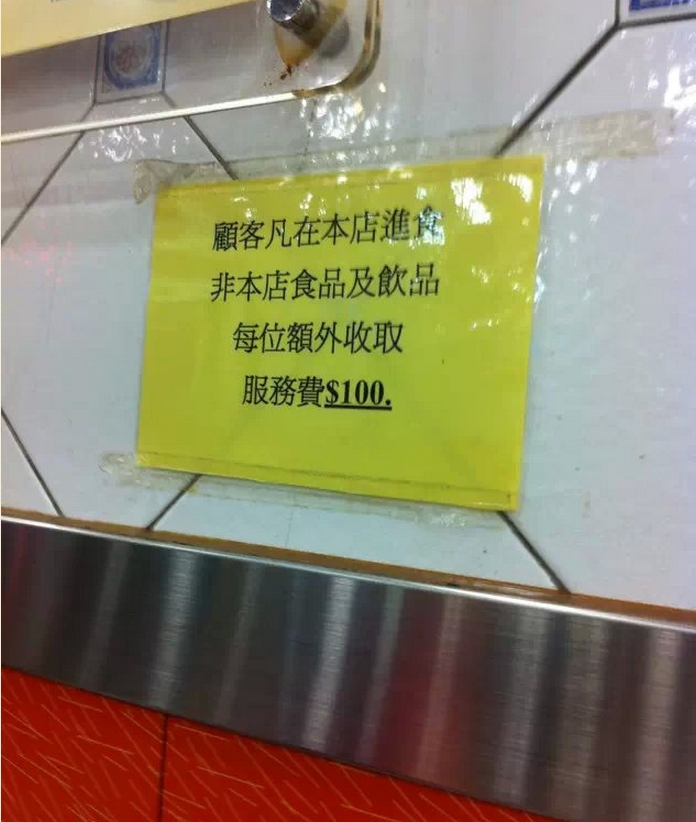 顧客凡在本店進食
非本店食品及飲品
每位額外收取
服務費$100.